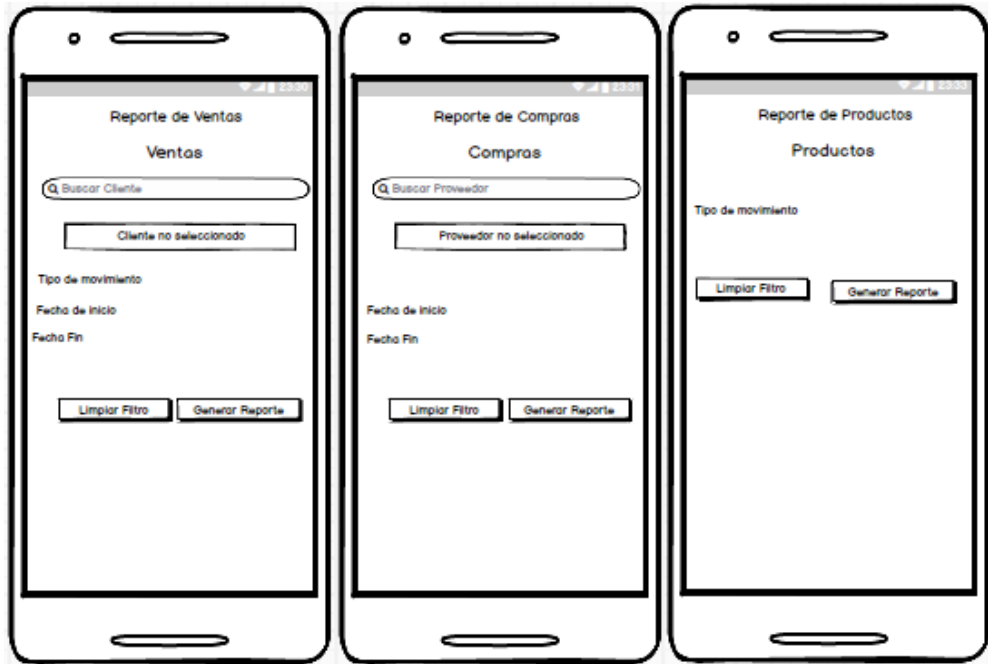 23:30
Reporte de Ventas
Ventas
Buscar Cliente
Cliente no seleccionado
Tipo de movimiento
Fecha de inicio
Fecha Fin
Limpiar Filtro
Generar Reporte
23:31
Reporte de Compras
Compras
Buscar Proveedor
Proveedor no seleccionado
Fecha de inicio
Fecha Fin
Limpiar Filtro
Generar Reporte
23:33
Reporte de Productos
Productos
Tipo de movimiento
Limpiar Filtro
Generar Reporte